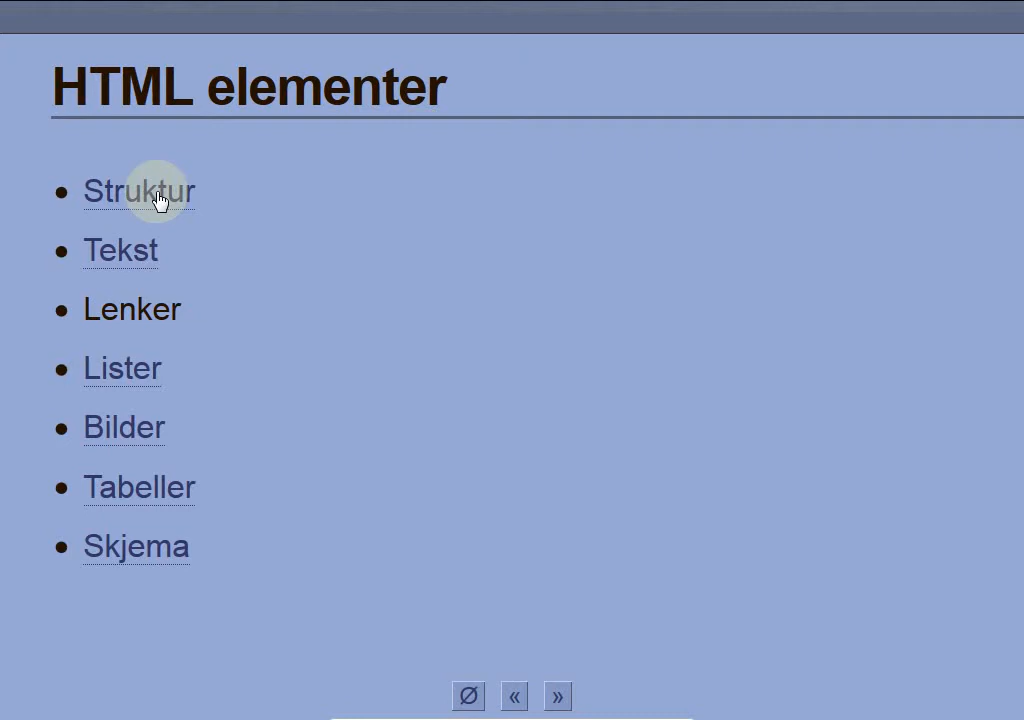 HTML elementer
• Struktur
• Tekst
• Lenker
• Lister
• Bilder
• Tabeller
• Skjema
Ø « »